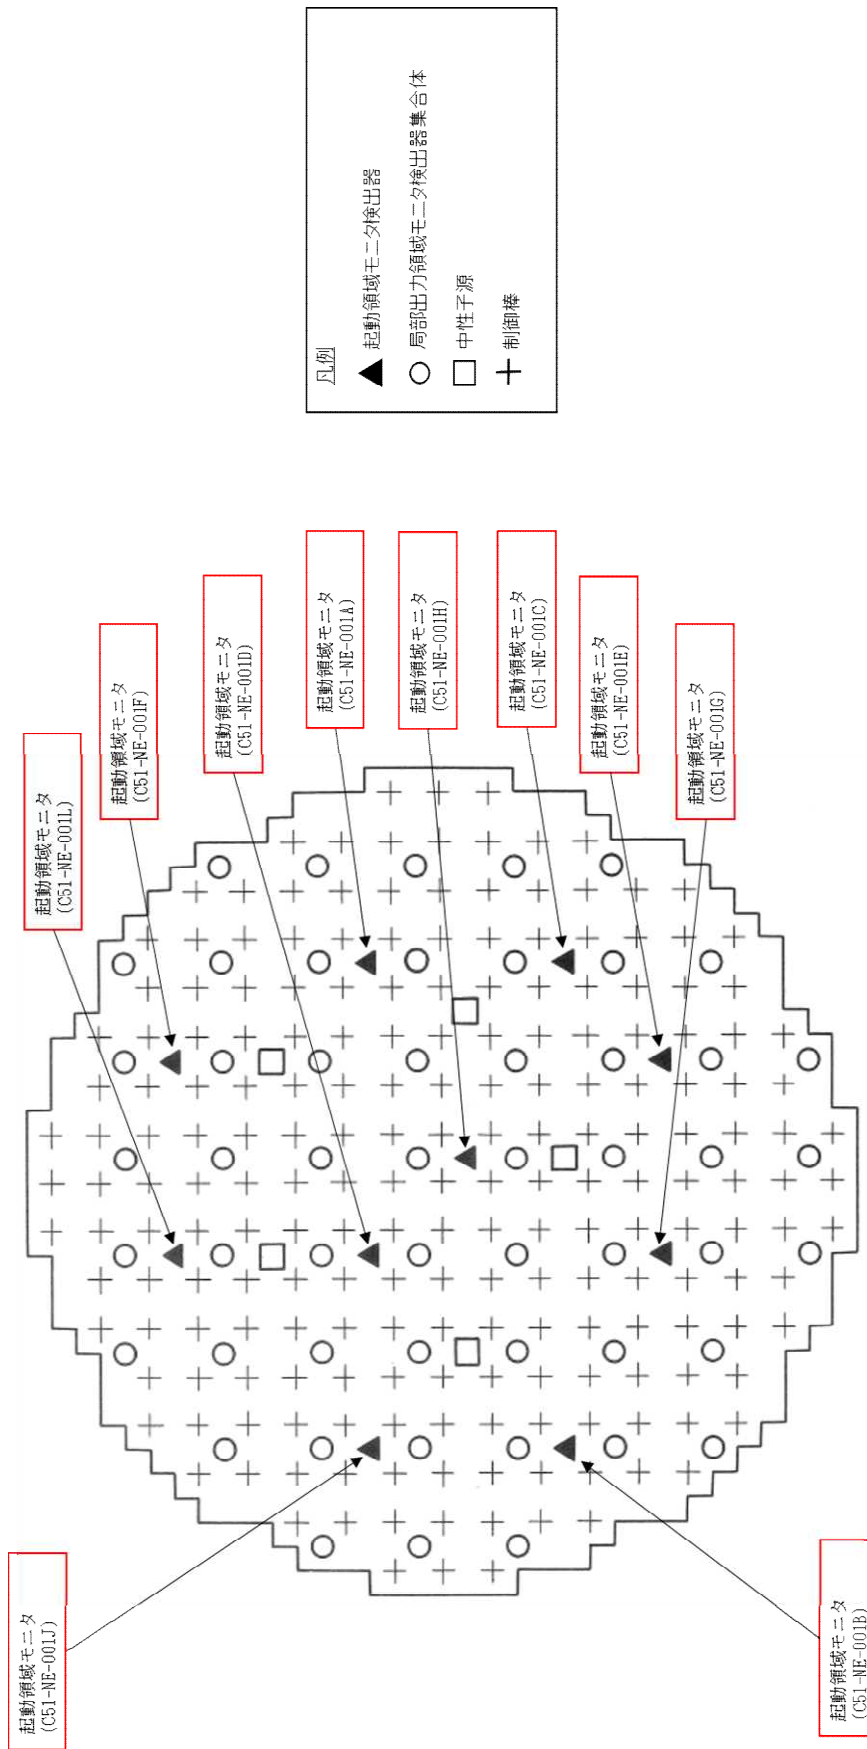 起動領域モニタ
(C51-NE-001J)
起動領域モニタ
(C51-NE-001L)
起動領域モニタ
(C51-NE-001F)
起動領域モニタ
(C51-NE-001D)
起動領域モニタ
(C51-NE-001A)
起動領域モニタ
(C51-NE-001H)
起動領域モニタ
(C51-NE-001C)
起動領域モニタ
(C51-NE-001E)
起動領域モニタ
(C51-NE-001G)
起動領域モニタ
(C51-NE-001B)
凡例
起動領域モニタ検出器
局部出力領域モニタ検出器集合体
中性子源
制御棒